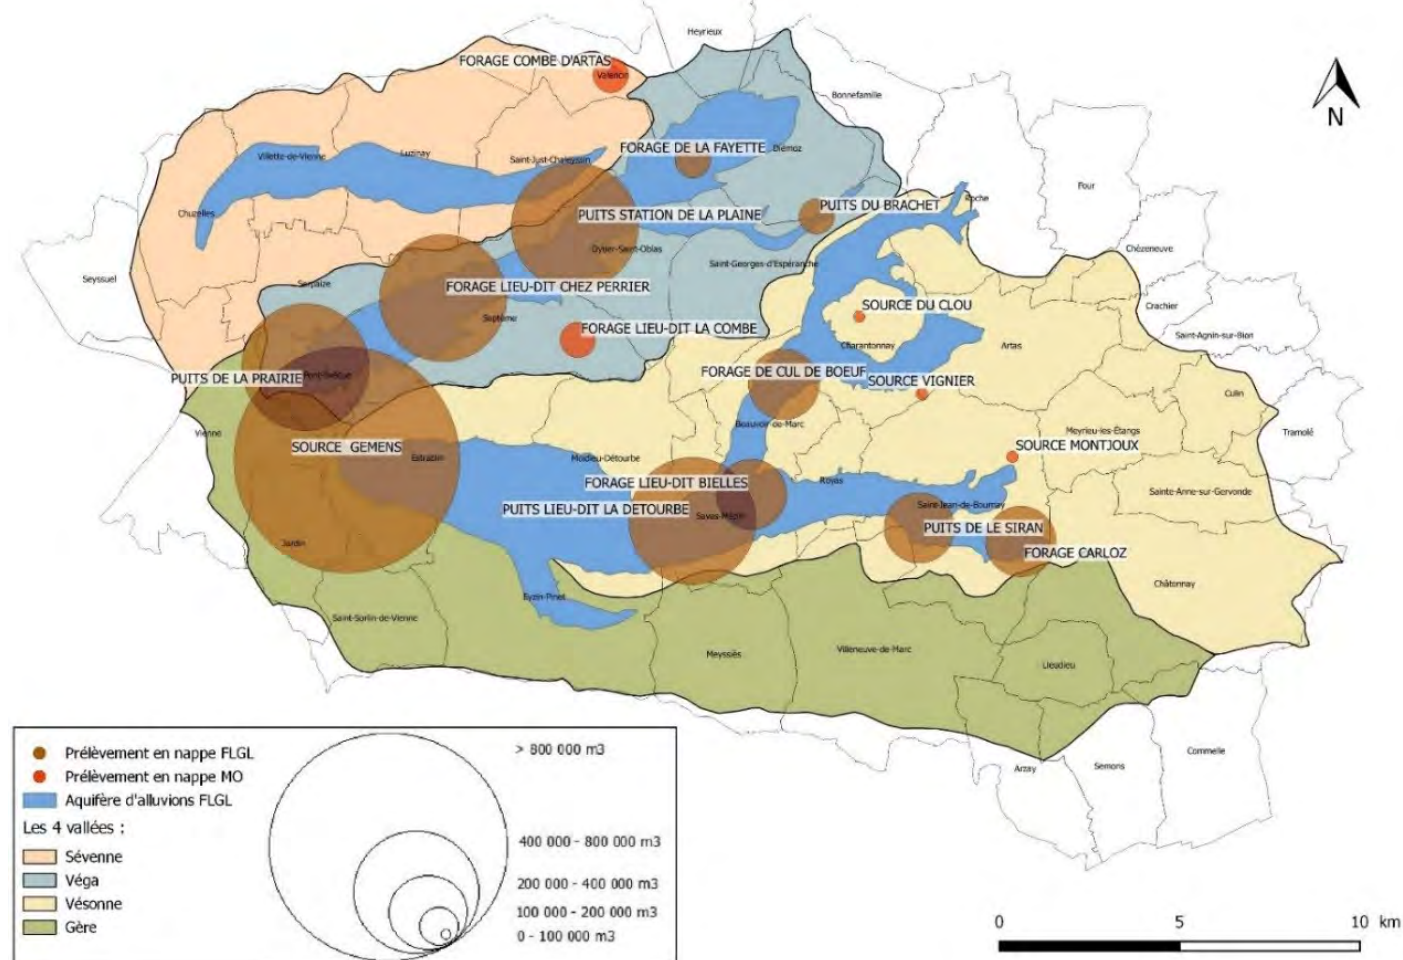 Heyrieux
FORAGE COMBE D'ARTAS
Valencin
Bonnefamille
N
FORAGE DE LA FAYETTE
Diémoz
Villette-de-Vienne
Luzinay
Saint-Just-Chaleyssin
Four
Roche
PUITS DU BRACHET
Chuzelles
PUITS STATION DE LA PLAINE
Oytier-Saint-Oblas
Chèzeneuve
Saint-Georges-d'Espéranche
Seyssuel
Serpaize
FORAGE LIEU-DIT CHEZ PERRIER
SOURCE DU CLOU
Crachier
Septème
FORAGE LIEU-DIT LA COMBE
Saint-Agnin-sur-Bion
Charantonnay
Artas
PUITS DE LA PRAIRIE
Pont-Évêque
FORAGE DE CUL DE BOEUF
SOURCE VIGNIER
Culin
Beauvoir-de-Marc
Vienne
Meyrieu-les-Étangs
Tramolé
SOURCE GEMENS
SOURCE MONTJOUX
Estrablin
Moidieu-Détourbe
FORAGE LIEU-DIT BIELLES
Royas
Sainte-Anne-sur-Gervonde
PUITS LIEU-DIT LA DETOURBE
Savas-Mépin
Saint-Jean-de-Bournay
PUITS DE LE SIRAN
Jardin
FORAGE CARLOZ
Châtonnay
Eyzin-Pinet
Saint-Sorlin-de-Vienne
Meyssiès
Villeneuve-de-Marc
Lieudieu
Arzay
Semons
Commelle
Prélèvement en nappe FLGL
Prélèvement en nappe MO
Aquifère d'alluvions FLGL
Les 4 vallées :
Sévenne
Véga
Vésonne
Gère
> 800 000 m3
400 000 - 800 000 m3
200 000 - 400 000 m3
100 000 - 200 000 m3
0 - 100 000 m3
0 5 10 km